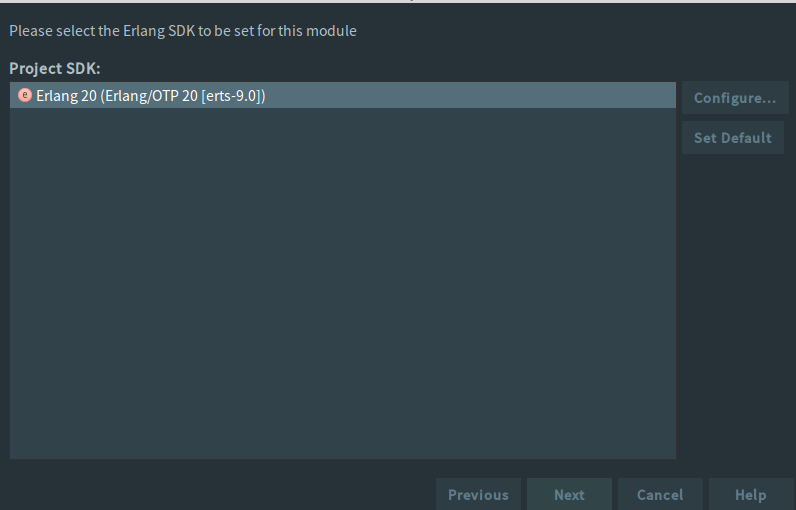 Please select the Erlang SDK to be set for this module
Project SDK:
e Erlang 20 (Erlang/OTP 20 [erts-9.0])
Configure...
Set Default
Previous Next Cancel Help